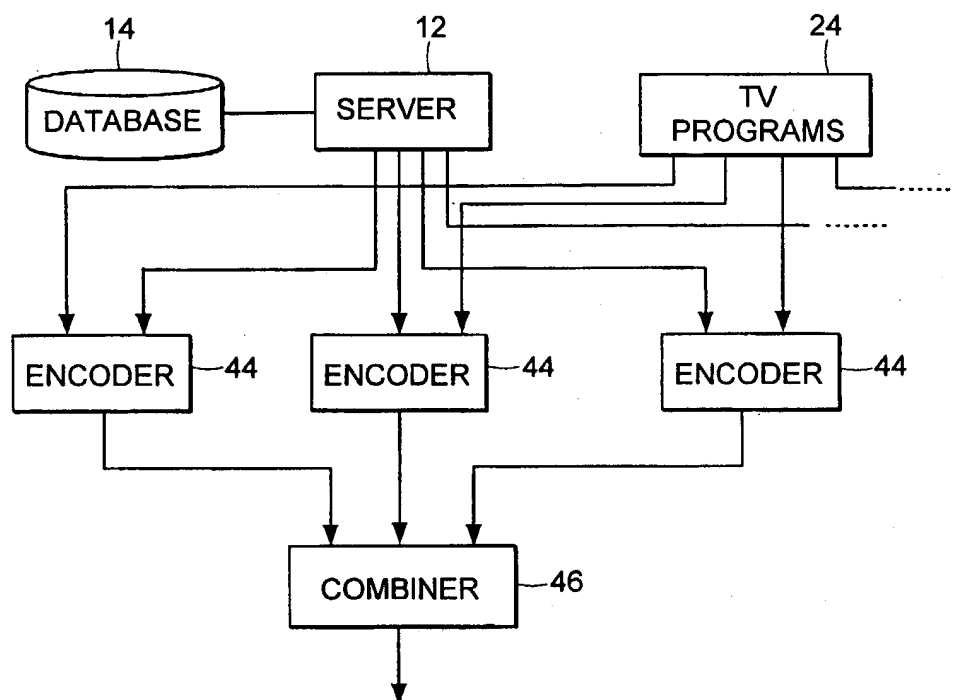 14
12
24
DATABASE
SERVER
TV
PROGRAMS
ENCODER
44
ENCODER
44
ENCODER
44
COMBINER
46